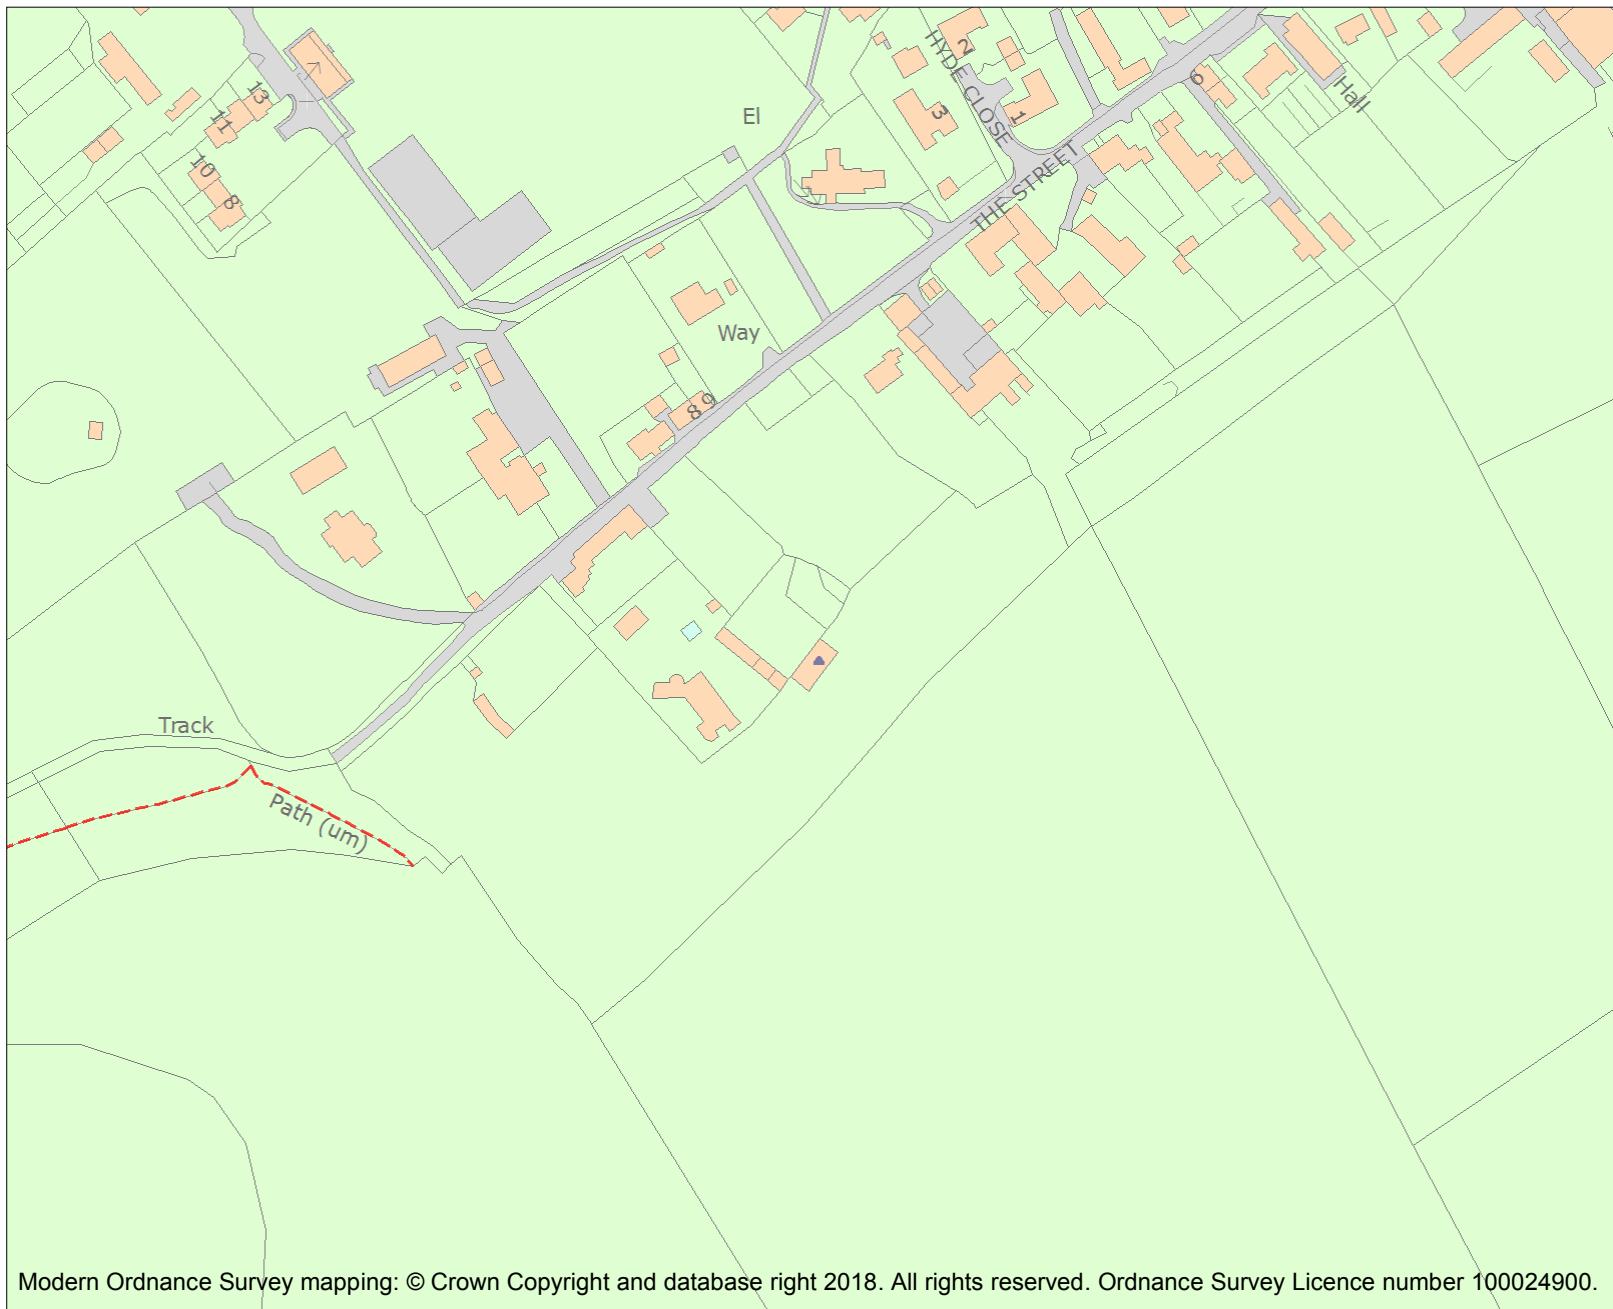 HYDE CLOSE
2
3
1
6
Hall
13
11
10
8
El
THE STREET
Way
8 9
Track
Path (um)
Modern Ordnance Survey mapping: © Crown Copyright and database right 2018. All rights reserved. Ordnance Survey Licence number 100024900.